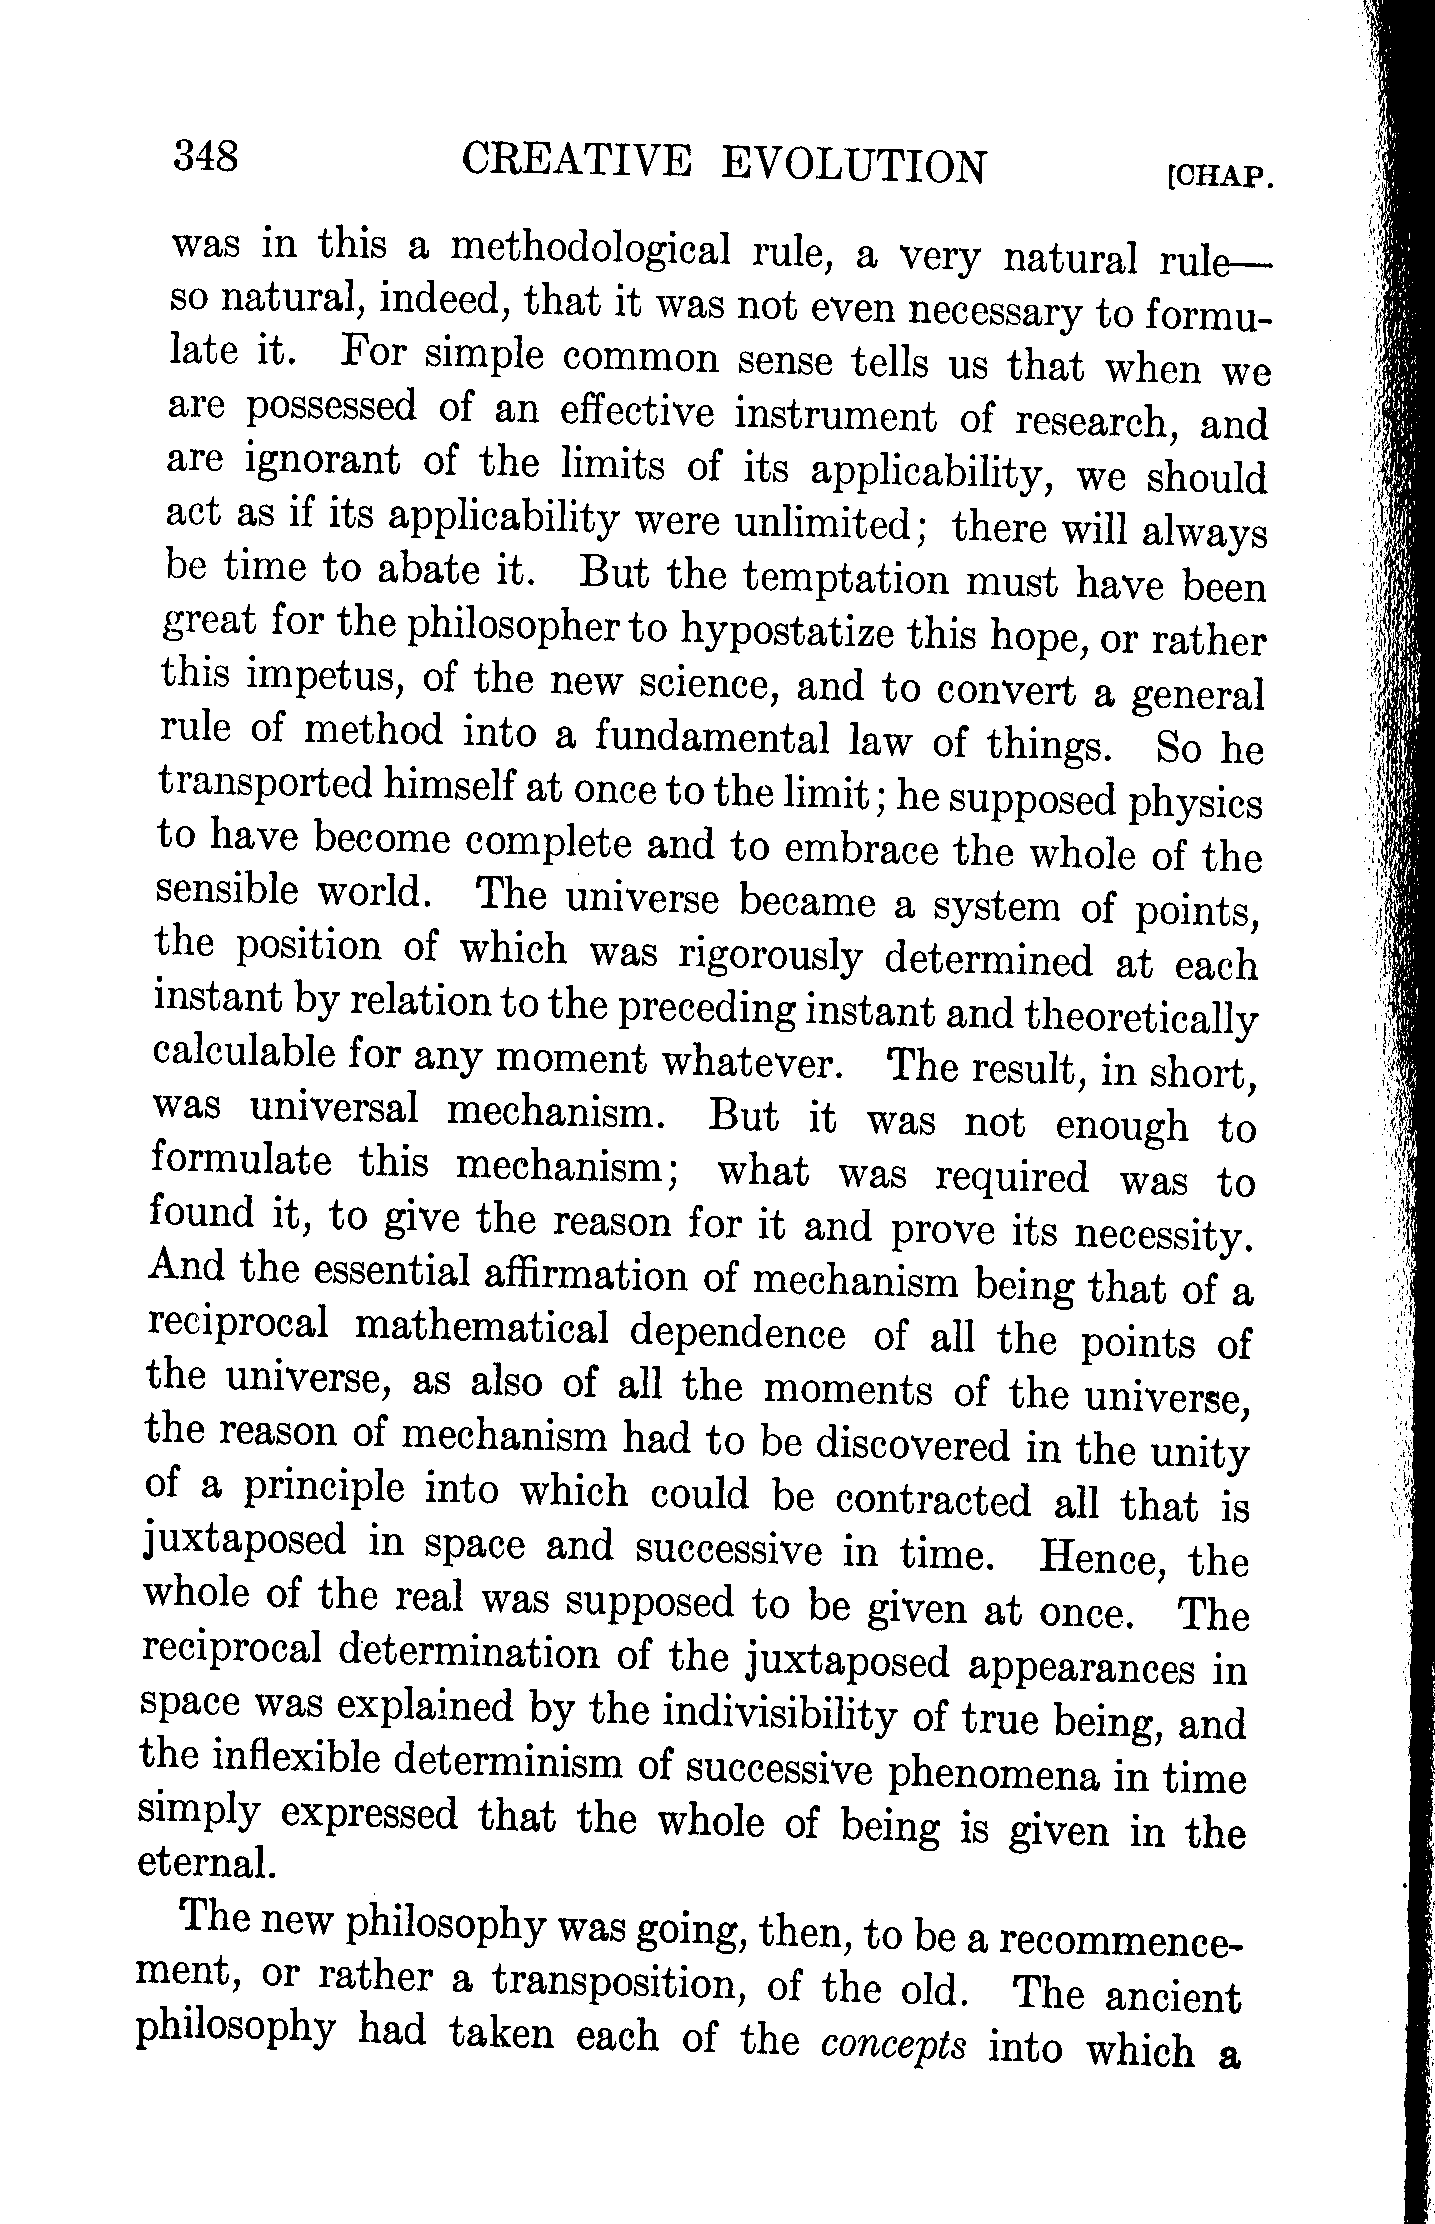 348 CREATIVE EVOLUTION [CHAP.
was in this a methodological rule, a very natural rule—
so natural, indeed, that it was not even necessary to formu-
late it. For simple common sense tells us that when we
are possessed of an effective instrument of research, and
are ignorant of the limits of its applicability, we should
act as if its applicability were unlimited; there will always
be time to abate it. But the temptation must have been
great for the philosopher to hypostatize this hope, or rather
this impetus, of the new science, and to convert a general
rule of method into a fundamental law of things. So he
transported himself at once to the limit; he supposed physics
to have become complete and to embrace the whole of the
sensible world. The universe became a system of points,
the position of which was rigorously determined at each
instant by relation to the preceding instant and theoretically
calculable for any moment whatever. The result, in short,
was universal mechanism. But it was not enough to
formulate this mechanism; what was required was to
found it, to give the reason for it and prove its necessity.
And the essential affirmation of mechanism being that of a
reciprocal mathematical dependence of all the points of
the universe, as also of all the moments of the universe,
the reason of mechanism had to be discovered in the unity
of a principle into which could be contracted all that is
juxtaposed in space and successive in time. Hence, the
whole of the real was supposed to be given at once. The
reciprocal determination of the juxtaposed appearances in
space was explained by the indivisibility of true being, and
the inflexible determinism of successive phenomena in time
simply expressed that the whole of being is given in the
eternal.
The new philosophy was going, then, to be a recommence-
ment, or rather a transposition, of the old. The ancient
philosophy had taken each of the concepts into which a